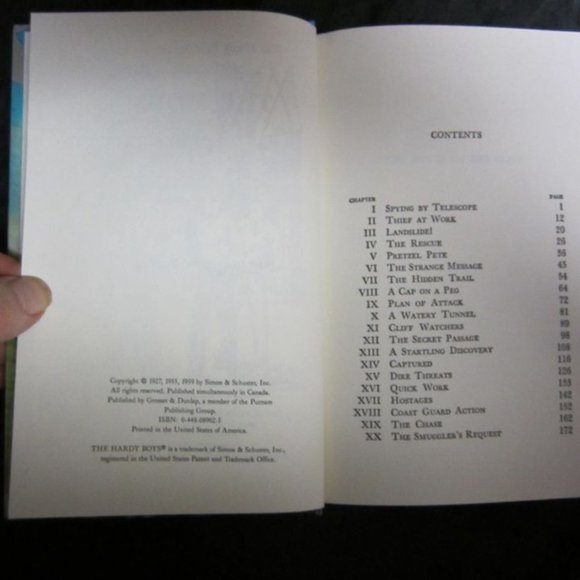 Copyright © 1927, 1955, 1959 by Simon & Schuster, Inc.
All rights reserved. Published simultaneously in Canada.
Published by Grosset & Dunlap, a member of the Putnam
Publishing Group.
ISBN: 0-448-08902-5
Printed in the United States of America.
THE HARDY BOYS® is a trademark of Simon & Schuster, Inc.,
registered in the United States Patent and Trademark Office.
CONTENTS
CHAPTER PAGE
I Spying by Telescope 1
II Thief at Work 12
III Landslide! 20
IV The Rescue 26
V Pretzel Pete 36
VI The Strange Message 45
VII The Hidden Trail 54
VIII A Cap on a Peg 64
IX Plan of Attack 72
X A Watery Tunnel 81
XI Cliff Watchers 89
XII The Secret Passage 98
XIII A Startling Discovery 108
XIV Captured 116
XV Dire Threats 126
XVI Quick Work 133
XVII Hostages 142
XVIII Coast Guard Action 152
XIX The Chase 162
XX The Smuggler's Request 172